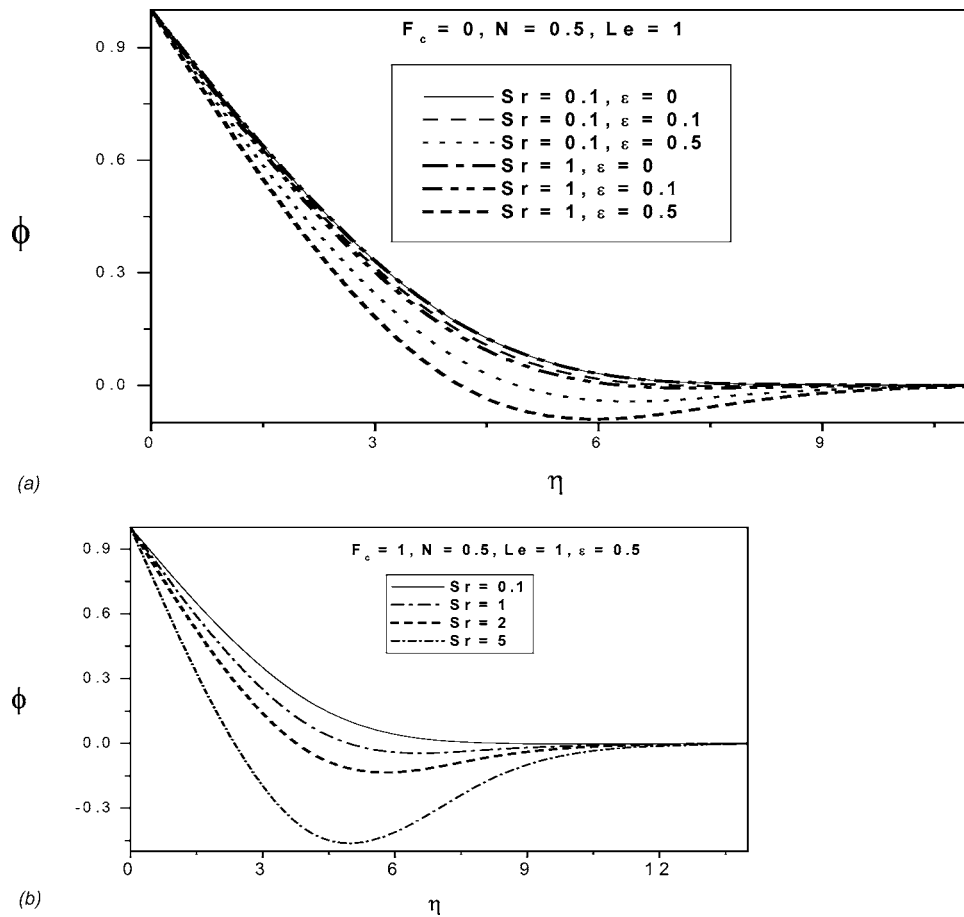 F_c = 0, N = 0.5, Le = 1
Sr = 0.1, ε = 0
Sr = 0.1, ε = 0.1
Sr = 0.1, ε = 0.5
Sr = 1, ε = 0
Sr = 1, ε = 0.1
Sr = 1, ε = 0.5
0.9
0.6
ϕ
0.3
0.0
0 3 6 9
(a)
η
F_c = 1, N = 0.5, Le = 1, ε = 0.5
Sr = 0.1
Sr = 1
Sr = 2
Sr = 5
0.9
0.6
0.3
ϕ
0.0
-0.3
0 3 6 9 12
(b)
η